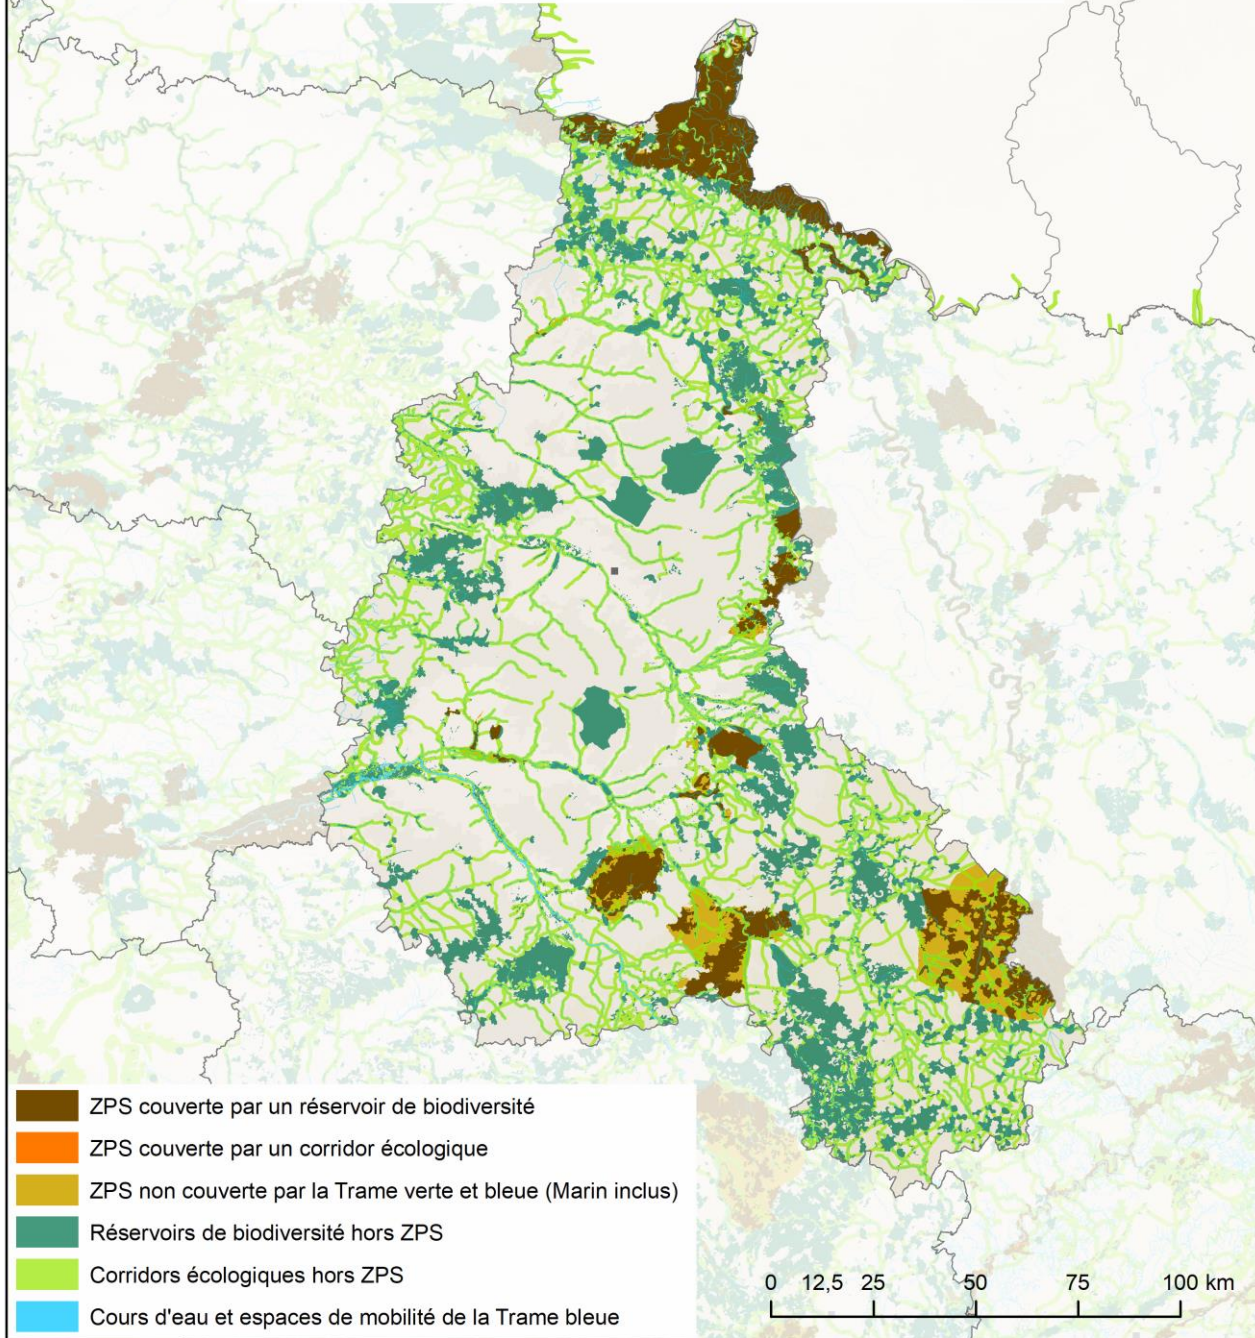 ZPS couverte par un réservoir de biodiversité
ZPS couverte par un corridor écologique
ZPS non couverte par la Trame verte et bleue (Marin inclus)
Réservoirs de biodiversité hors ZPS
Corridors écologiques hors ZPS
Cours d'eau et espaces de mobilité de la Trame bleue
0 12,5 25 50 75 100 km